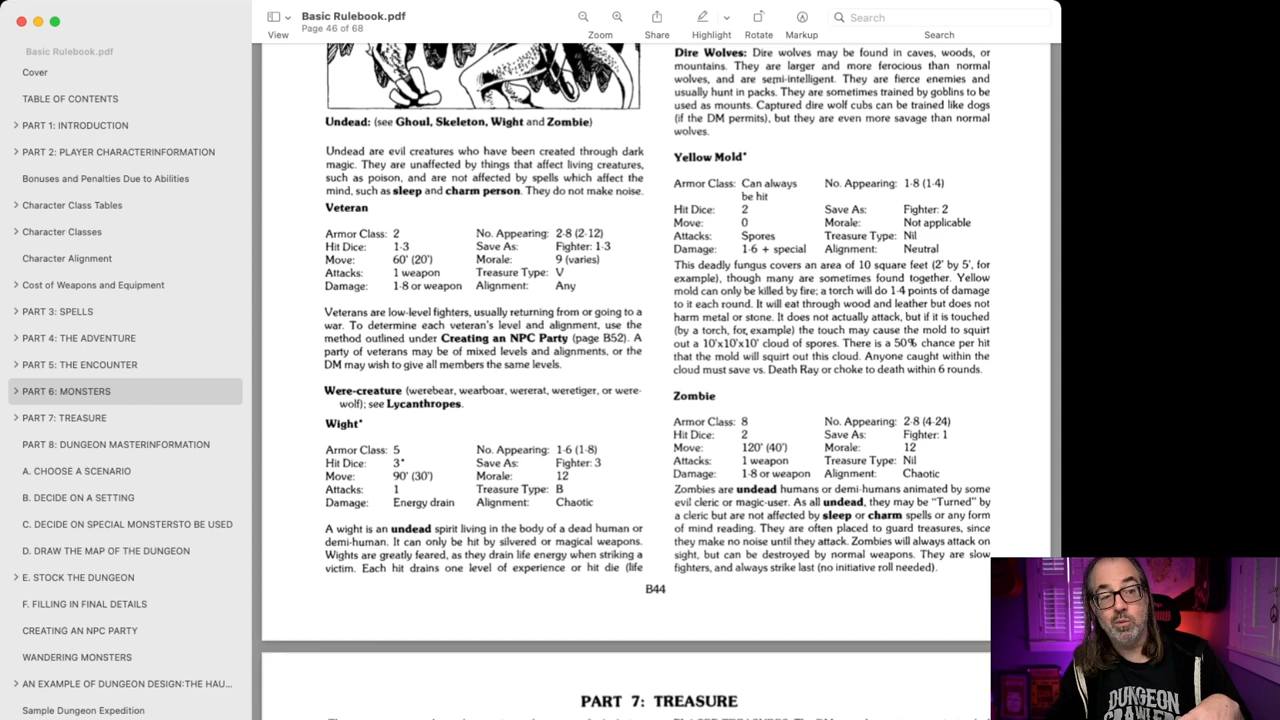 Basic Rulebook.pdf
Cover
TABLE OF CONTENTS
PART 1: INTRODUCTION
PART 2: PLAYER CHARACTERINFORMATION
Bonuses and Penalties Due to Abilities
Character Class Tables
Character Classes
Character Alignment
Cost of Weapons and Equipment
PART 3: SPELLS
PART 4: THE ADVENTURE
PART 5: THE ENCOUNTER
PART 6: MONSTERS
PART 7: TREASURE
PART 8: DUNGEON MASTERINFORMATION
A. CHOOSE A SCENARIO
B. DECIDE ON A SETTING
C. DECIDE ON SPECIAL MONSTERSTO BE USED
D. DRAW THE MAP OF THE DUNGEON
E. STOCK THE DUNGEON
F. FILLING IN FINAL DETAILS
CREATING AN NPC PARTY
WANDERING MONSTERS
AN EXAMPLE OF DUNGEON DESIGN:THE HAU...
Sample Dungeon Expedition
Basic Rulebook.pdf
Page 46 of 68
View
Zoom
Share
Highlight
Rotate
Markup
Search
Search
Undead: (see Ghoul, Skeleton, Wight and Zombie)
Undead are evil creatures who have been created through dark
magic. They are unaffected by things that affect living creatures,
such as poison, and are not affected by spells which affect the
mind, such as sleep and charm person. They do not make noise.
Veteran
Armor Class: 2 No. Appearing: 2-8 (2-12)
Hit Dice: 1-3 Save As: Fighter: 1-3
Move: 60' (20') Morale: 9 (varies)
Attacks: 1 weapon Treasure Type: V
Damage: 1-8 or weapon Alignment: Any
Veterans are low-level fighters, usually returning from or going to a
war. To determine each veteran's level and alignment, use the
method outlined under Creating an NPC Party (page B52). A
party of veterans may be of mixed levels and alignments, or the
DM may wish to give all members the same levels.
Were-creature (werebear, wearboar, wererat, weretiger, or were-
wolf); see Lycanthropes.
Wight*
Armor Class: 5 No. Appearing: 1-6 (1-8)
Hit Dice: 3* Save As: Fighter: 3
Move: 90' (30') Morale: 12
Attacks: 1 Treasure Type: B
Damage: Energy drain Alignment: Chaotic
A wight is an undead spirit living in the body of a dead human or
demi-human. It can only be hit by silvered or magical weapons.
Wights are greatly feared, as they drain life energy when striking a
victim. Each hit drains one level of experience or hit die (life
Dire Wolves: Dire wolves may be found in caves, woods, or
mountains. They are larger and more ferocious than normal
wolves, and are semi-intelligent. They are fierce enemies and
usually hunt in packs. They are sometimes trained by goblins to be
used as mounts. Captured dire wolf cubs can be trained like dogs
(if the DM permits), but they are even more savage than normal
wolves.
Yellow Mold*
Armor Class: Can always No. Appearing: 1-8 (1-4)
be hit
Hit Dice: 2 Save As: Fighter: 2
Move: 0 Morale: Not applicable
Attacks: Spores Treasure Type: Nil
Damage: 1-6 + special Alignment: Neutral
This deadly fungus covers an area of 10 square feet (2' by 5', for
example), though many are sometimes found together. Yellow
mold can only be killed by fire; a torch will do 1-4 points of damage
to it each round. It will eat through wood and leather but does not
harm metal or stone. It does not actually attack, but if it is touched
(by a torch, for example) the touch may cause the mold to squirt
out a 10'x10'x10' cloud of spores. There is a 50% chance per hit
that the mold will squirt out this cloud. Anyone caught within the
cloud must save vs. Death Ray or choke to death within 6 rounds.
Zombie
Armor Class: 8 No. Appearing: 2-8 (4-24)
Hit Dice: 2 Save As: Fighter: 1
Move: 120' (40') Morale: 12
Attacks: 1 weapon Treasure Type: Nil
Damage: 1-8 or weapon Alignment: Chaotic
Zombies are undead humans or demi-humans animated by some
evil cleric or magic-user. As all undead, they may be "Turned" by
a cleric but are not affected by sleep or charm spells or any form
of mind reading. They are often placed to guard treasures, since
they make no noise until they attack. Zombies will always attack on
sight, but can be destroyed by normal weapons. They are slow
fighters, and always strike last (no initiative roll needed).
B44
PART 7: TREASURE
DUNGEON